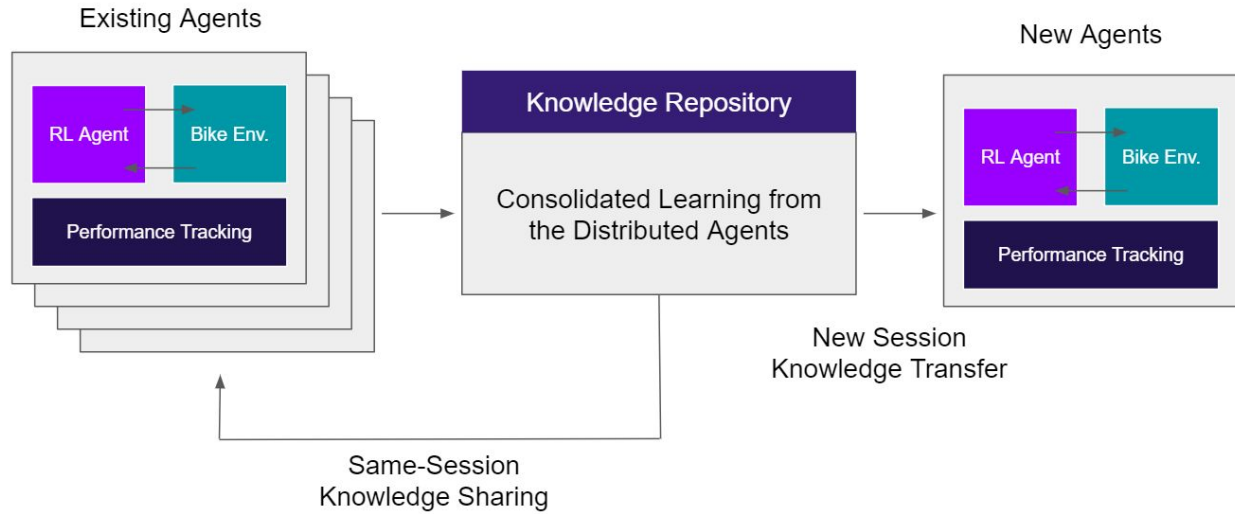 Existing Agents
RL Agent
Bike Env.
Performance Tracking
Knowledge Repository
Consolidated Learning from
the Distributed Agents
New Agents
RL Agent
Bike Env.
Performance Tracking
New Session
Knowledge Transfer
Same-Session
Knowledge Sharing